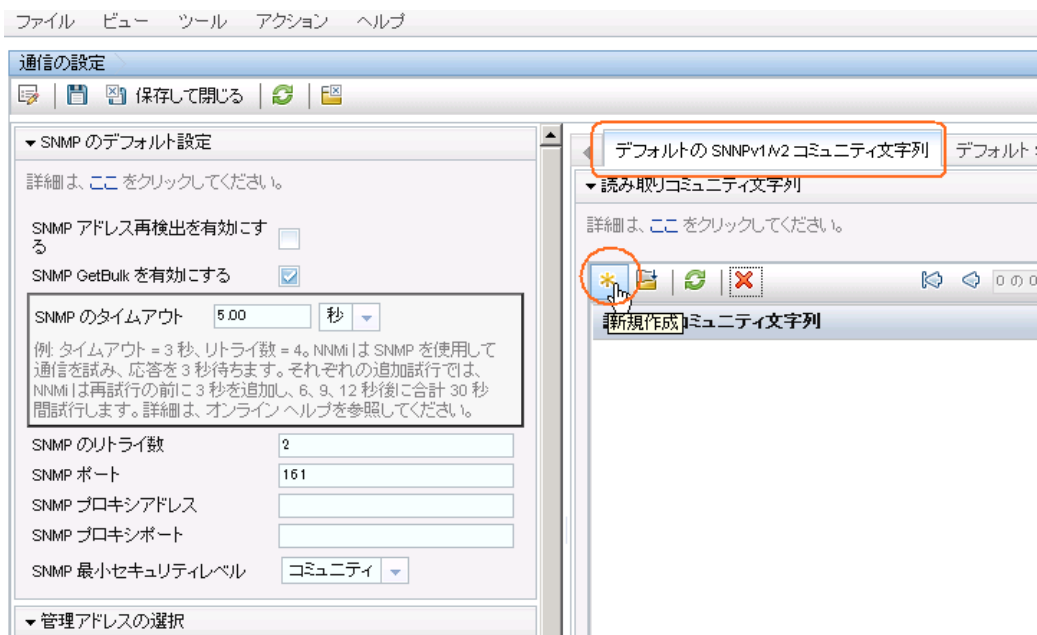 ファイル ビュー ツール アクション ヘルプ
通信の設定
保存して閉じる
▼SNMP のデフォルト設定
詳細は、ここ をクリックしてください。
SNMP アドレス再検出を有効にす
る
SNMP GetBulk を有効にする
SNMP のタイムアウト 5.00 秒
例: タイムアウト = 3 秒、リトライ数 = 4。NNMi は SNMP を使用して
通信を試み、応答を 3 秒待ちます。それぞれの追加試行では、
NNMi は再試行の前に 3 秒を追加し、6、9、12 秒後に合計 30 秒
間試行します。詳細は、オンライン ヘルプを参照してください。
SNMP のリトライ数 2
SNMP ポート 161
SNMP プロキシアドレス
SNMP プロキシポート
SNMP 最小セキュリティレベル コミュニティ
▼管理アドレスの選択
デフォルトの SNNPv1/v2 コミュニティ文字列 デフォルト
▼読み取りコミュニティ文字列
詳細は、ここ をクリックしてください。
0 の 0
新規作成 ミュニティ文字列